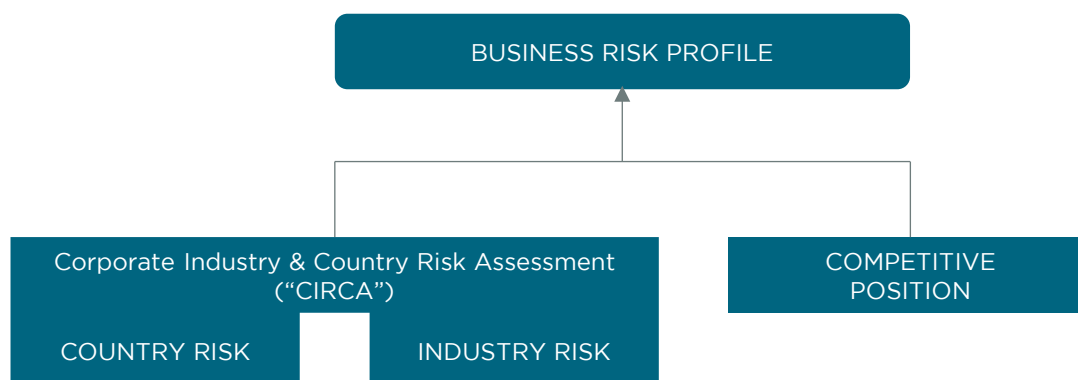 BUSINESS RISK PROFILE
Corporate Industry & Country Risk Assessment
(“CIRCA”)
COMPETITIVE
POSITION
COUNTRY RISK
INDUSTRY RISK